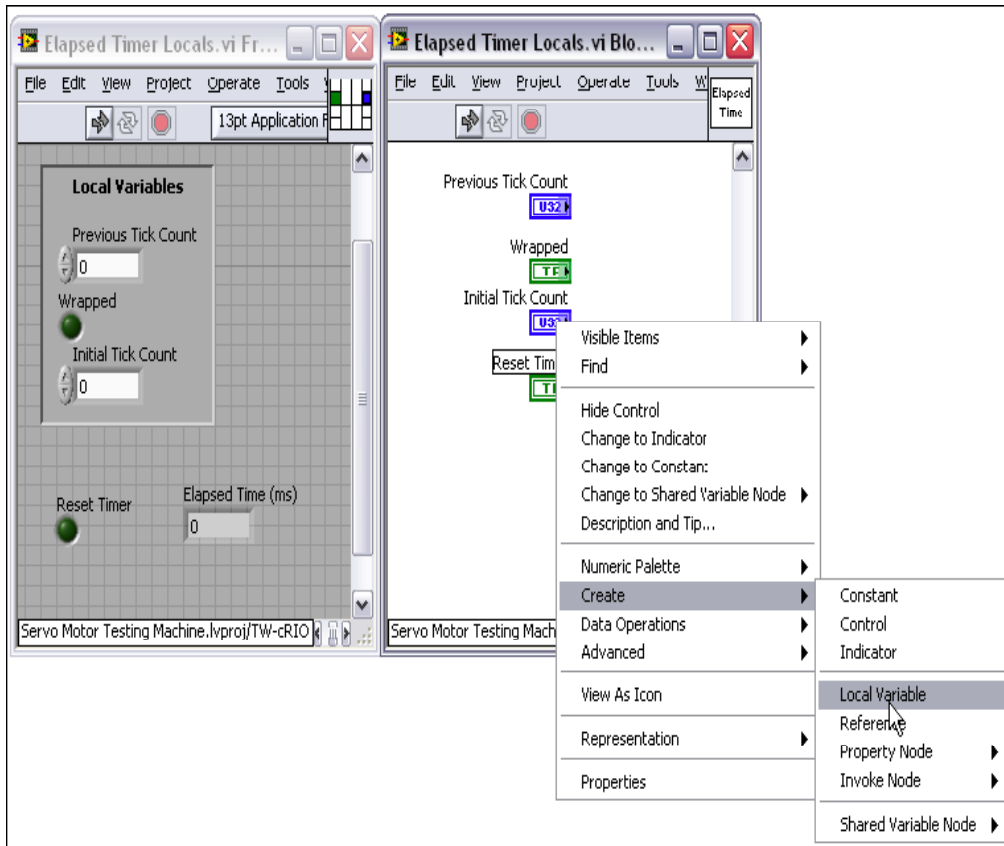 Elapsed Timer Locals.vi Fr...
File Edit View Project Operate Tools
13pt Application F
Local Variables
Previous Tick Count
0
Wrapped
Initial Tick Count
0
Reset Timer
Elapsed Time (ms)
0
Servo Motor Testing Machine.lvproj/TW-cRIO
Elapsed Timer Locals.vi Blo...
File Edit View Project Operate Tools W
Elapsed
Time
Previous Tick Count
U32
Wrapped
TF
Initial Tick Count
U32
Reset Tim
Servo Motor Testing Mach
Visible Items
Find
Hide Control
Change to Indicator
Change to Constan:
Change to Shared Variable Node
Description and Tip...
Numeric Palette
Create
Data Operations
Advanced
View As Icon
Representation
Properties
Constant
Control
Indicator
Local Variable
Reference
Property Node
Invoke Node
Shared Variable Node